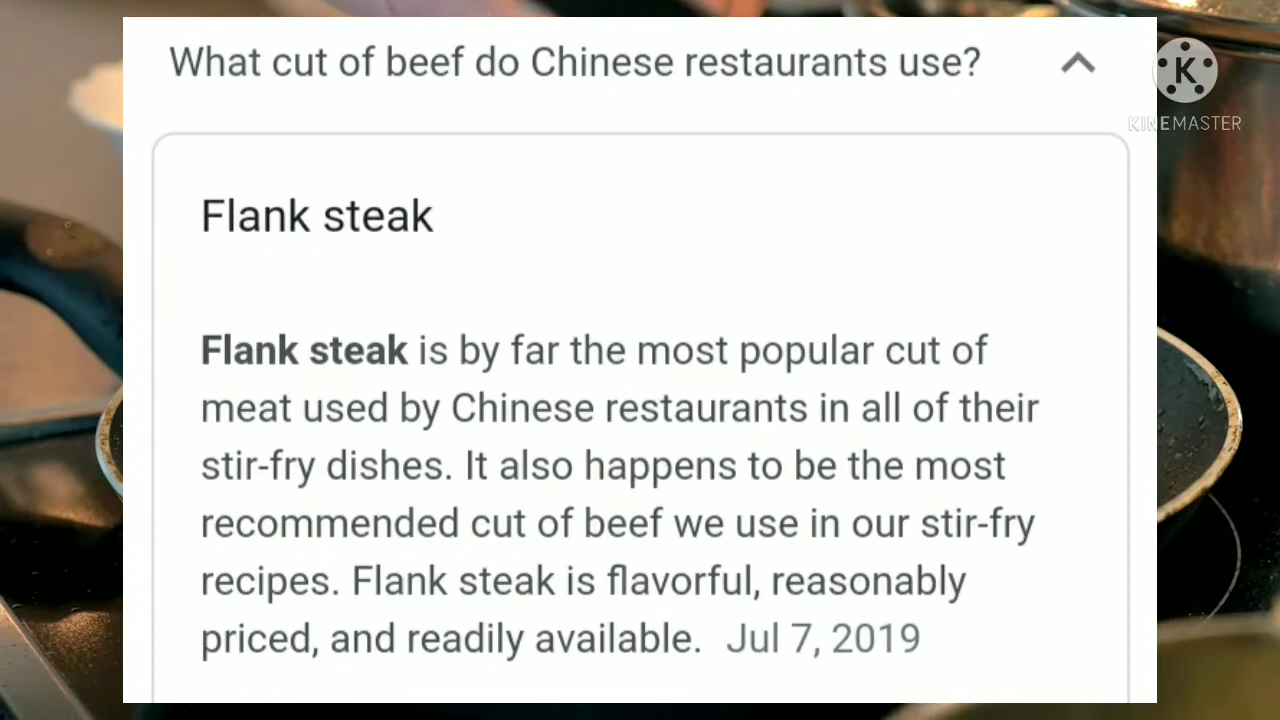 What cut of beef do Chinese restaurants use?
K
KINEMASTER
Flank steak
Flank steak is by far the most popular cut of
meat used by Chinese restaurants in all of their
stir-fry dishes. It also happens to be the most
recommended cut of beef we use in our stir-fry
recipes. Flank steak is flavorful, reasonably
priced, and readily available. Jul 7, 2019